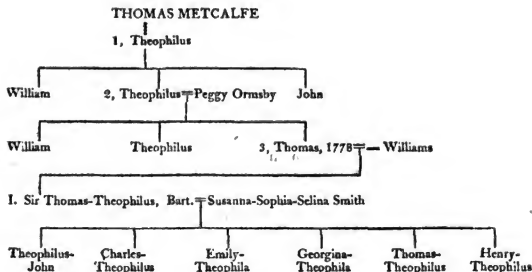 THOMAS METCALFE
1, Theophilus
William 2, Theophilus=Peggy Ormsby John
William Theophilus 3, Thomas, 1778=— Williams
I. Sir Thomas-Theophilus, Bart.=Susanna-Sophia-Selina Smith
Theophilus- Charles- Emily- Georgina- Thomas- Henry-
John Theophilus Theophila Theophila Theophilus Theophilus